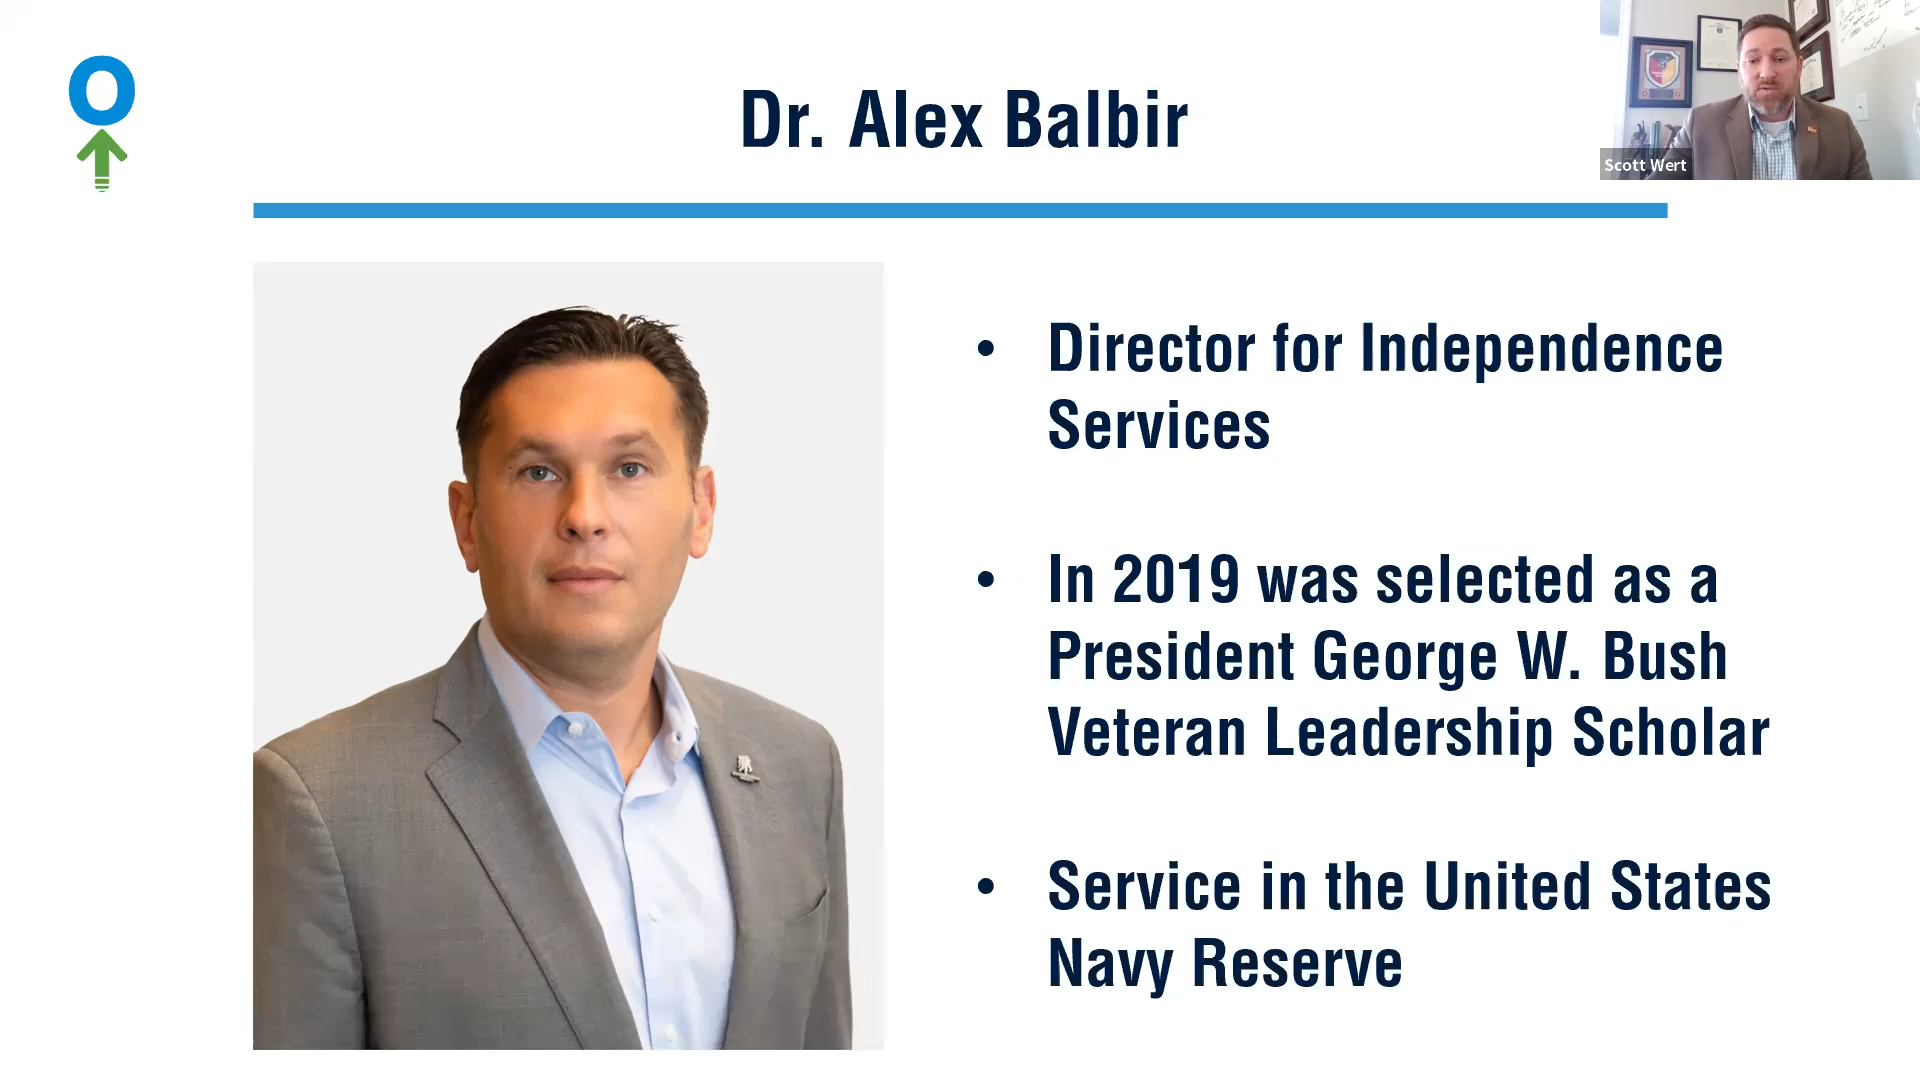 Dr. Alex Balbir
Scott Wert
• Director for Independence
Services
• In 2019 was selected as a
President George W. Bush
Veteran Leadership Scholar
• Service in the United States
Navy Reserve